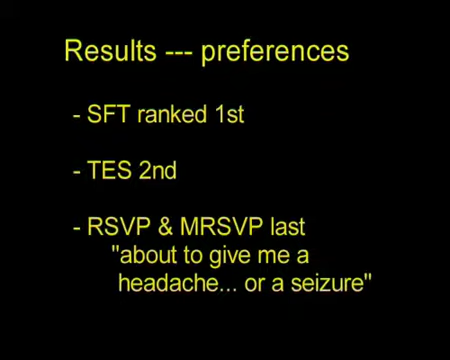 Results --- preferences
- SFT ranked 1st
- TES 2nd
- RSVP & MRSVP last
"about to give me a
headache... or a seizure"